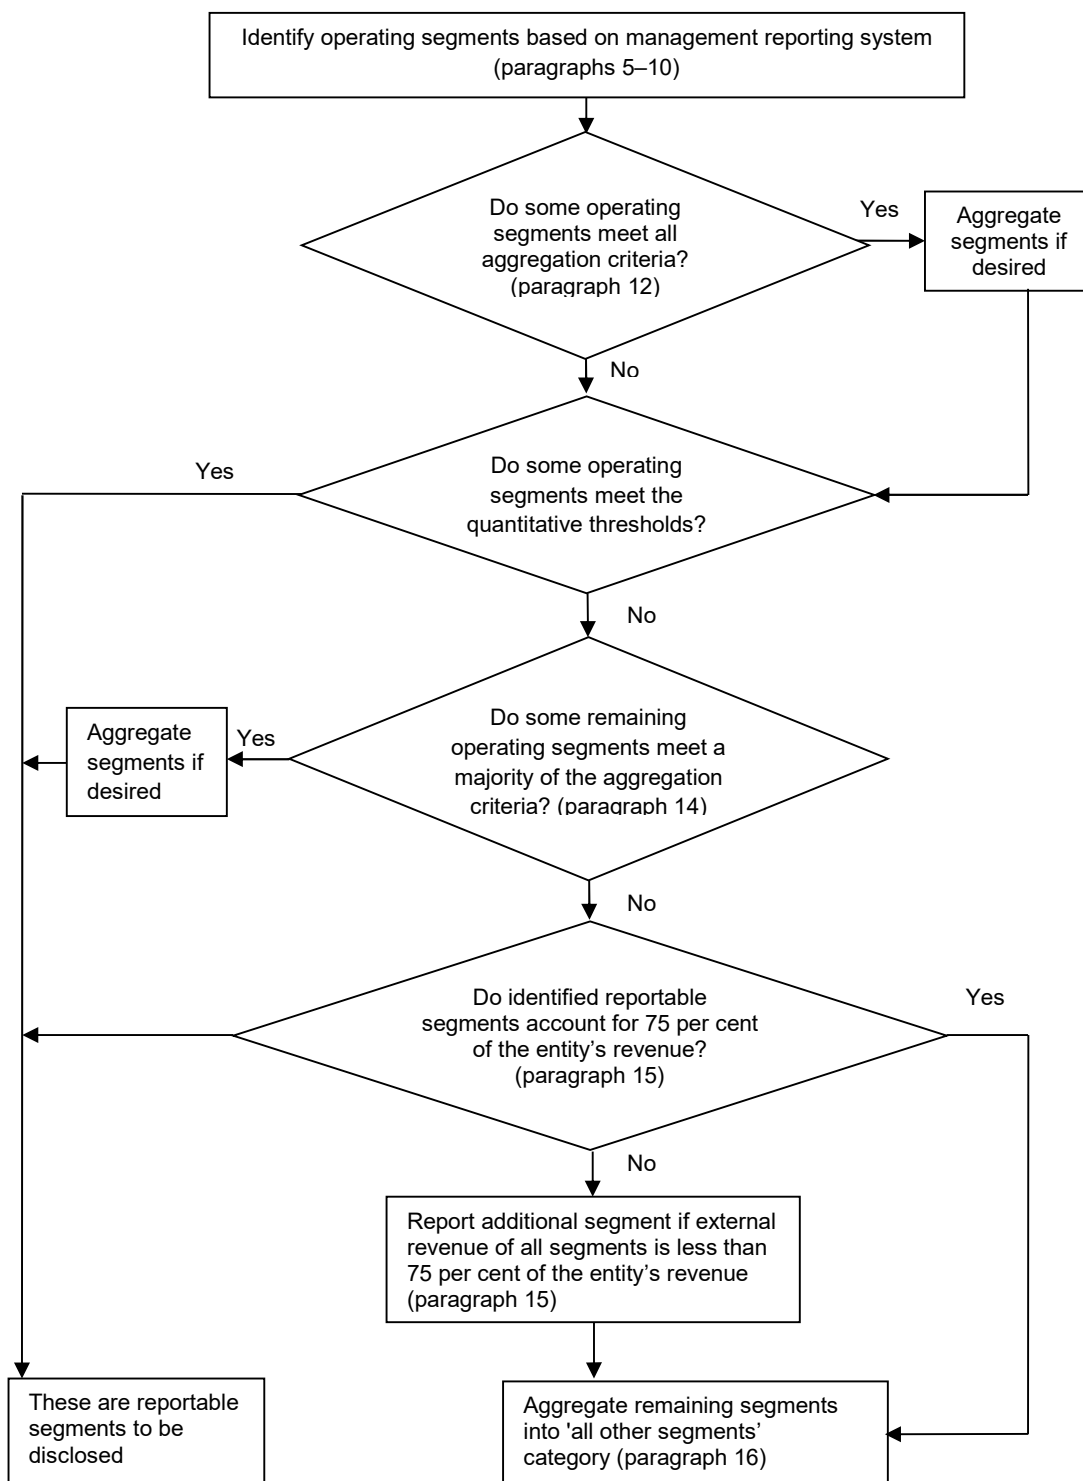 Identify operating segments based on management reporting system
(paragraphs 5–10)
Do some operating
segments meet all
aggregation criteria?
(paragraph 12)
Yes
Aggregate
segments if
desired
No
Yes
Do some operating
segments meet the
quantitative thresholds?
No
Aggregate
segments if
desired
Yes
Do some remaining
operating segments meet a
majority of the aggregation
criteria? (paragraph 14)
No
Do identified reportable
segments account for 75 per cent
of the entity’s revenue?
(paragraph 15)
Yes
No
Report additional segment if external
revenue of all segments is less than
75 per cent of the entity’s revenue
(paragraph 15)
These are reportable
segments to be
disclosed
Aggregate remaining segments
into 'all other segments’
category (paragraph 16)